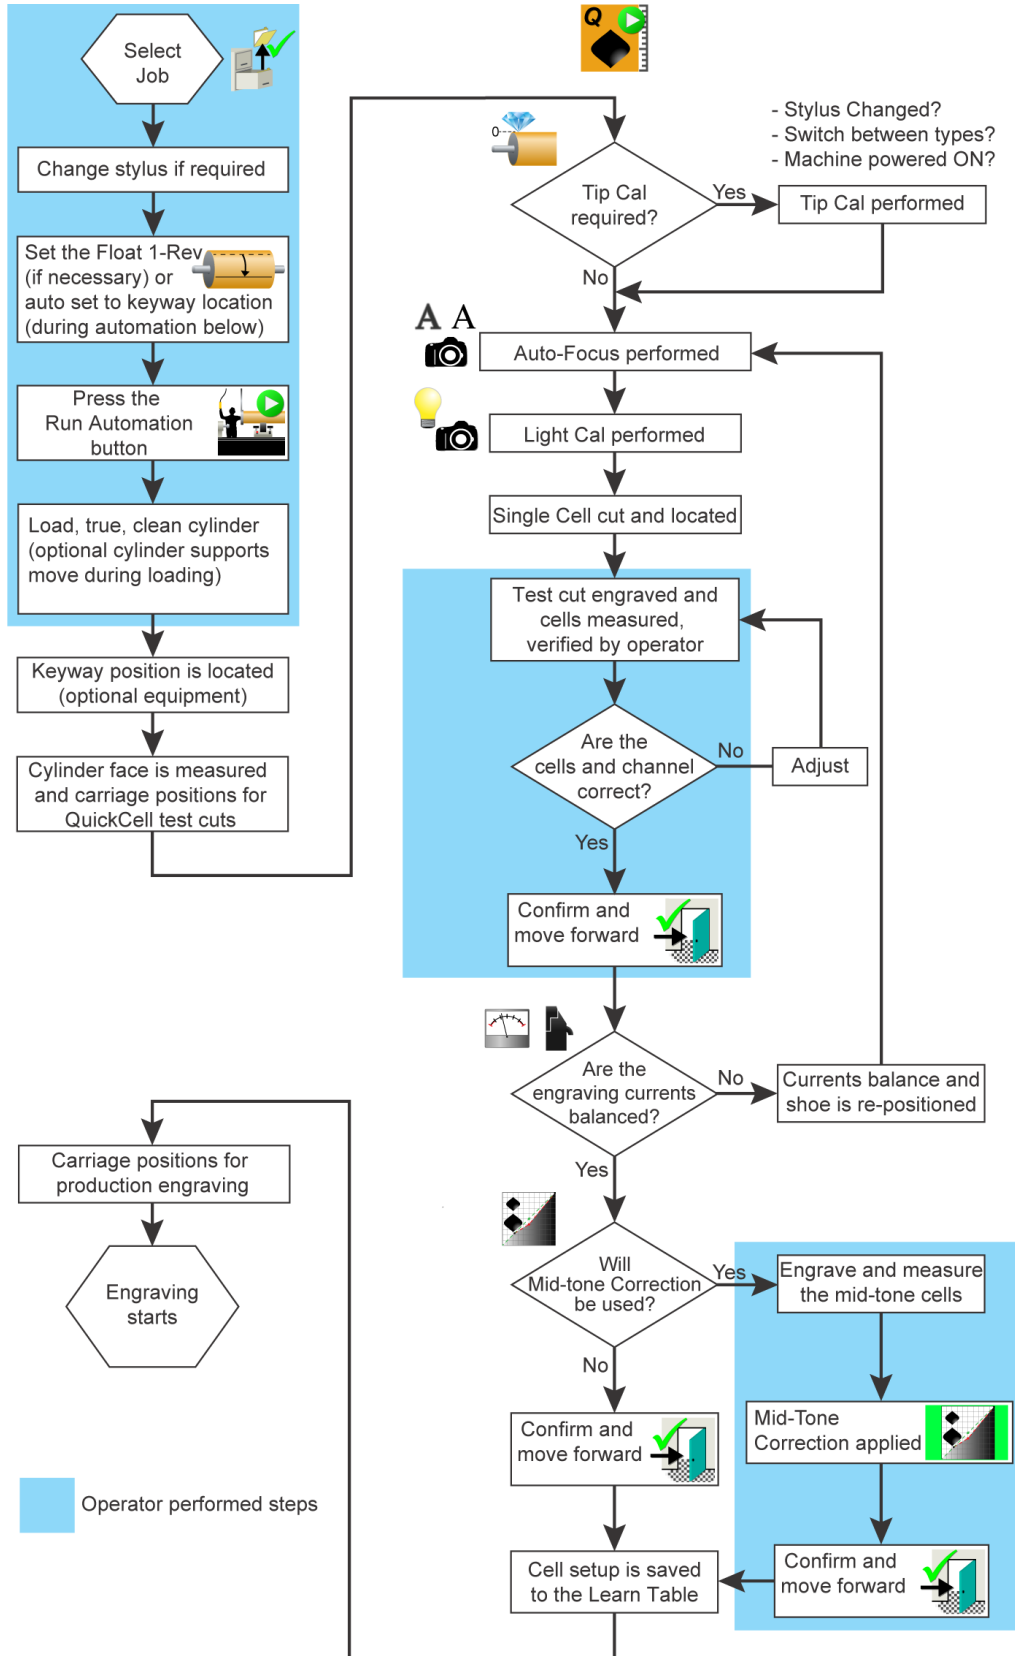 Select
Job
Change stylus if required
Set the Float 1-Rev
(if necessary) or
auto set to keyway location
(during automation below)
Press the
Run Automation
button
Load, true, clean cylinder
(optional cylinder supports
move during loading)
Keyway position is located
(optional equipment)
Cylinder face is measured
and carriage positions for
QuickCell test cuts
Q
0
- Stylus Changed?
- Switch between types?
- Machine powered ON?
Tip Cal
required?
Yes
Tip Cal performed
No
A A
Auto-Focus performed
Light Cal performed
Single Cell cut and located
Test cut engraved and
cells measured,
verified by operator
Are the
cells and channel
correct?
No
Adjust
Yes
Confirm and
move forward
Are the
engraving currents
balanced?
No
Currents balance and
shoe is re-positioned
Yes
Will
Mid-tone Correction
be used?
Yes
Engrave and measure
the mid-tone cells
No
Mid-Tone
Correction applied
Confirm and
move forward
Confirm and
move forward
Cell setup is saved
to the Learn Table
Carriage positions for
production engraving
Engraving
starts
Operator performed steps